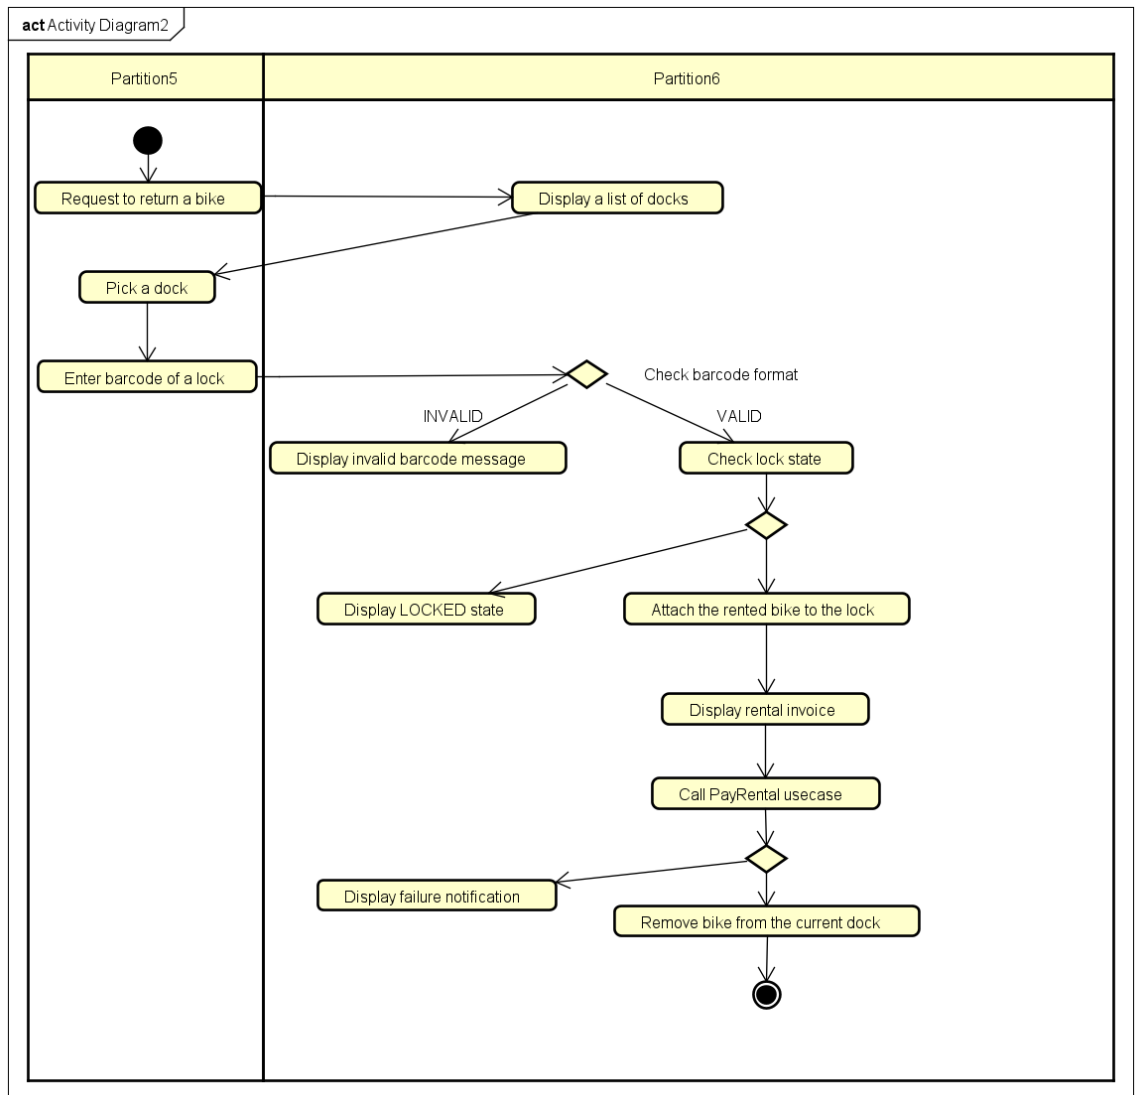 act Activity Diagram2
Partition5
Partition6
Request to return a bike
Display a list of docks
Pick a dock
Enter barcode of a lock
Check barcode format
INVALID
VALID
Display invalid barcode message
Check lock state
Display LOCKED state
Attach the rented bike to the lock
Display rental invoice
Call PayRental usecase
Display failure notification
Remove bike from the current dock